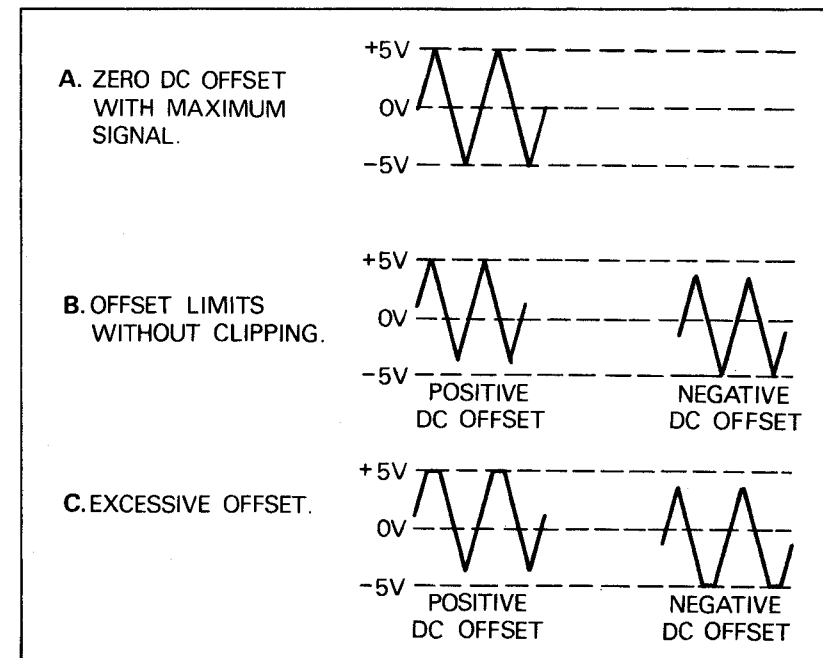 A. ZERO DC OFFSET
WITH MAXIMUM
SIGNAL.
+5V
0V
-5V
B. OFFSET LIMITS
WITHOUT CLIPPING.
+5V
0V
-5V
POSITIVE
DC OFFSET
NEGATIVE
DC OFFSET
C. EXCESSIVE OFFSET.
+5V
0V
-5V
POSITIVE
DC OFFSET
NEGATIVE
DC OFFSET